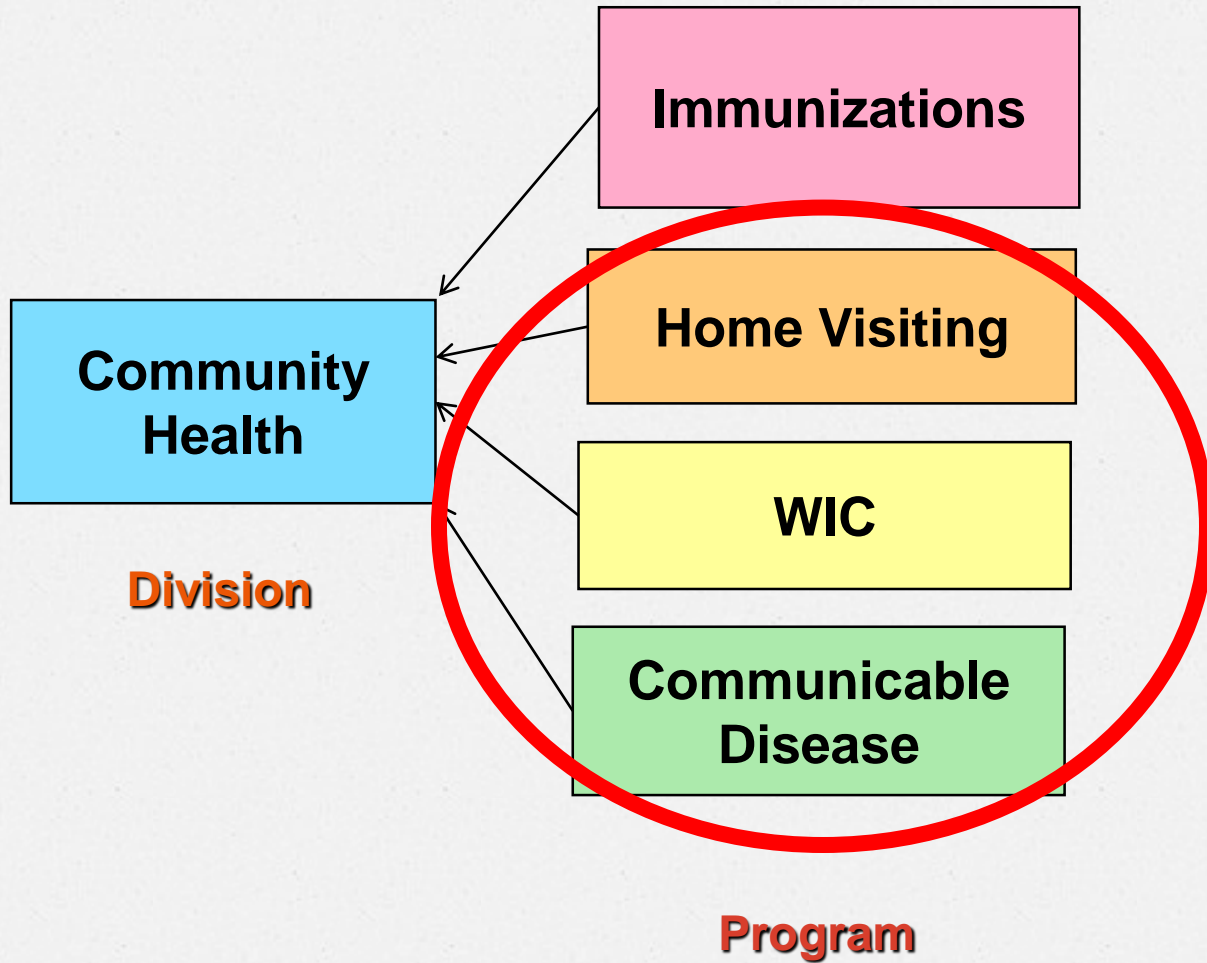 Immunizations
Home Visiting
Community
Health
WIC
Division
Communicable
Disease
Program